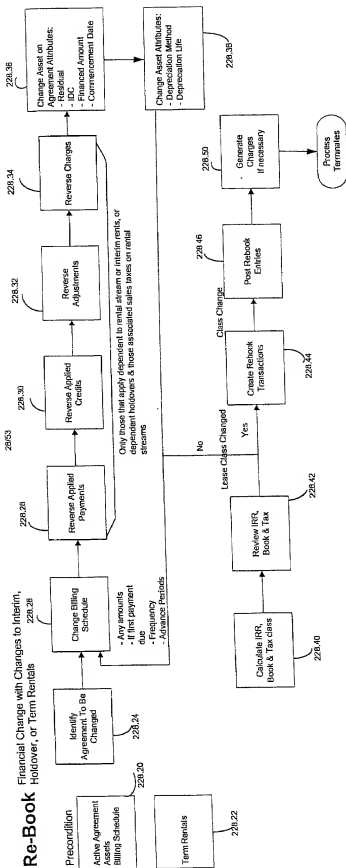 28/53
Re-Book Financial Change with Changes to Interim,
Holdover, or Term Rentals
Precondition
Active Agreement
Assets
Billing Schedule
228.20
Term Rentals
228.22
Identify
Agreement To Be
Changed
228.24
Change Billing
Schedule
228.28
- Any amounts
- If first payment
due
- Frequency
- Advance Periods
Reverse Applied
Payments
228.28
Reverse Applied
Credits
228.30
Reverse
Adjustments
228.32
Reverse Charges
228.34
Only those that apply dependent to rental stream or interim rents, or
dependent holdovers & those associated sales taxes on rental
streams
Change Asset on
Agreement Attributes:
- Residual
- IDC
- Financed Amount
- Commencement Date
228.36
Change Asset Attributes:
- Depreciation Method
- Depreciation Life
228.38
Calculate IRR,
Book & Tax class
228.40
Review IRR,
Book & Tax
228.42
Lease Class Changed
No
Yes
Create Rebook
Transactions
228.44
Class Change
Post Rebook
Entries
228.46
Generate
Changes
If necessary
228.50
Process
Terminates